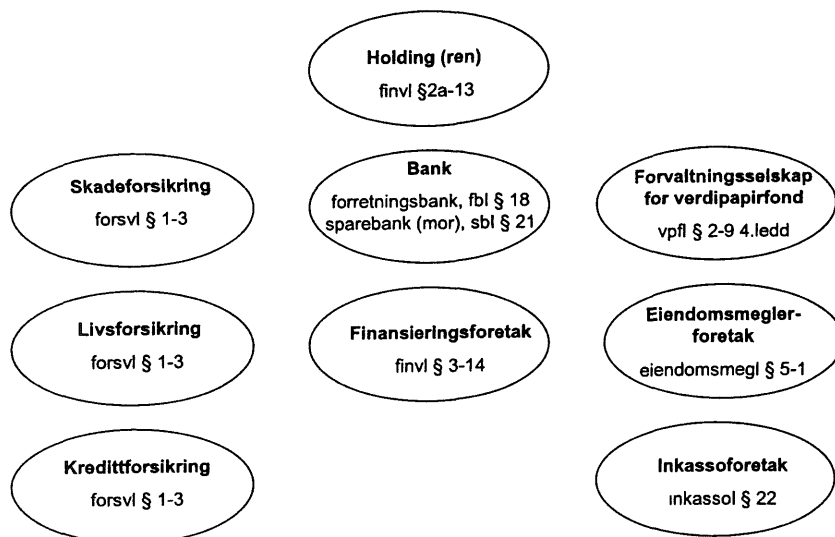 Holding (ren)
finvl §2a-13
Skadeforsikring
forsvl § 1-3
Bank
forretningsbank, fbl § 18
sparebank (mor), sbl § 21
Forvaltningsselskap
for verdipapirfond
vpfl § 2-9 4.ledd
Livsforsikring
forsvl § 1-3
Finansieringsforetak
finvl § 3-14
Eiendomsmegler-
foretak
eiendomsmegl § 5-1
Kredittforsikring
forsvl § 1-3
Inkassoforetak
inkassol § 22